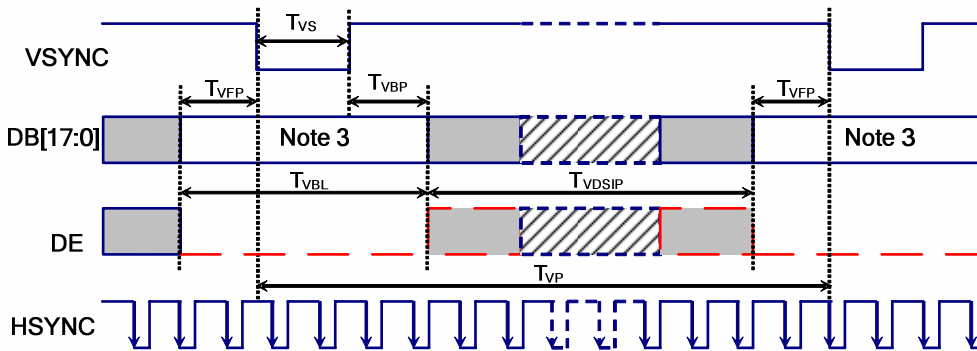 TVS
VSYNC
TVFP TVBP TVFP
DB[17:0] Note 3 Note 3
TVBL TVDSIP
DE
TVP
HSYNC